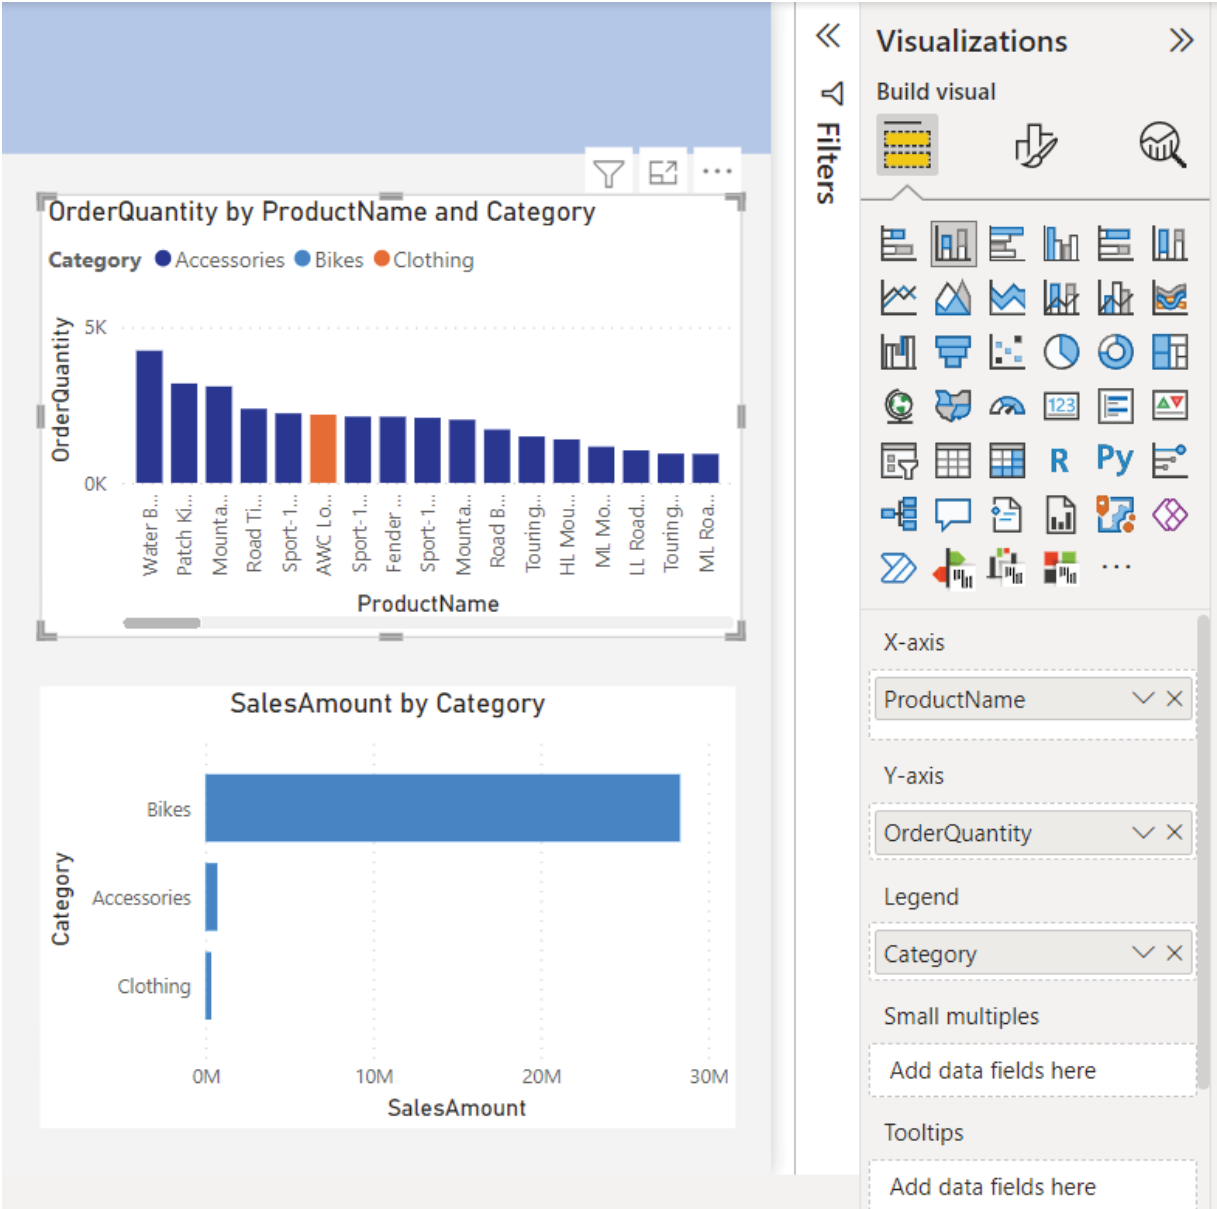 OrderQuantity by ProductName and Category
Category Accessories Bikes Clothing
OrderQuantity
5K
0K
Water B...
Patch Ki...
Mounta...
Road Ti...
Sport-1...
AWC Lo...
Sport-1...
Fender ...
Sport-1...
Mounta...
Road B...
Touring...
HL Mou...
ML Mo...
LL Road...
Touring...
ML Roa...
ProductName
SalesAmount by Category
Category
Bikes
Accessories
Clothing
0M 10M 20M 30M
SalesAmount
Filters
Visualizations
Build visual
123
R Py
X-axis
ProductName
Y-axis
OrderQuantity
Legend
Category
Small multiples
Add data fields here
Tooltips
Add data fields here